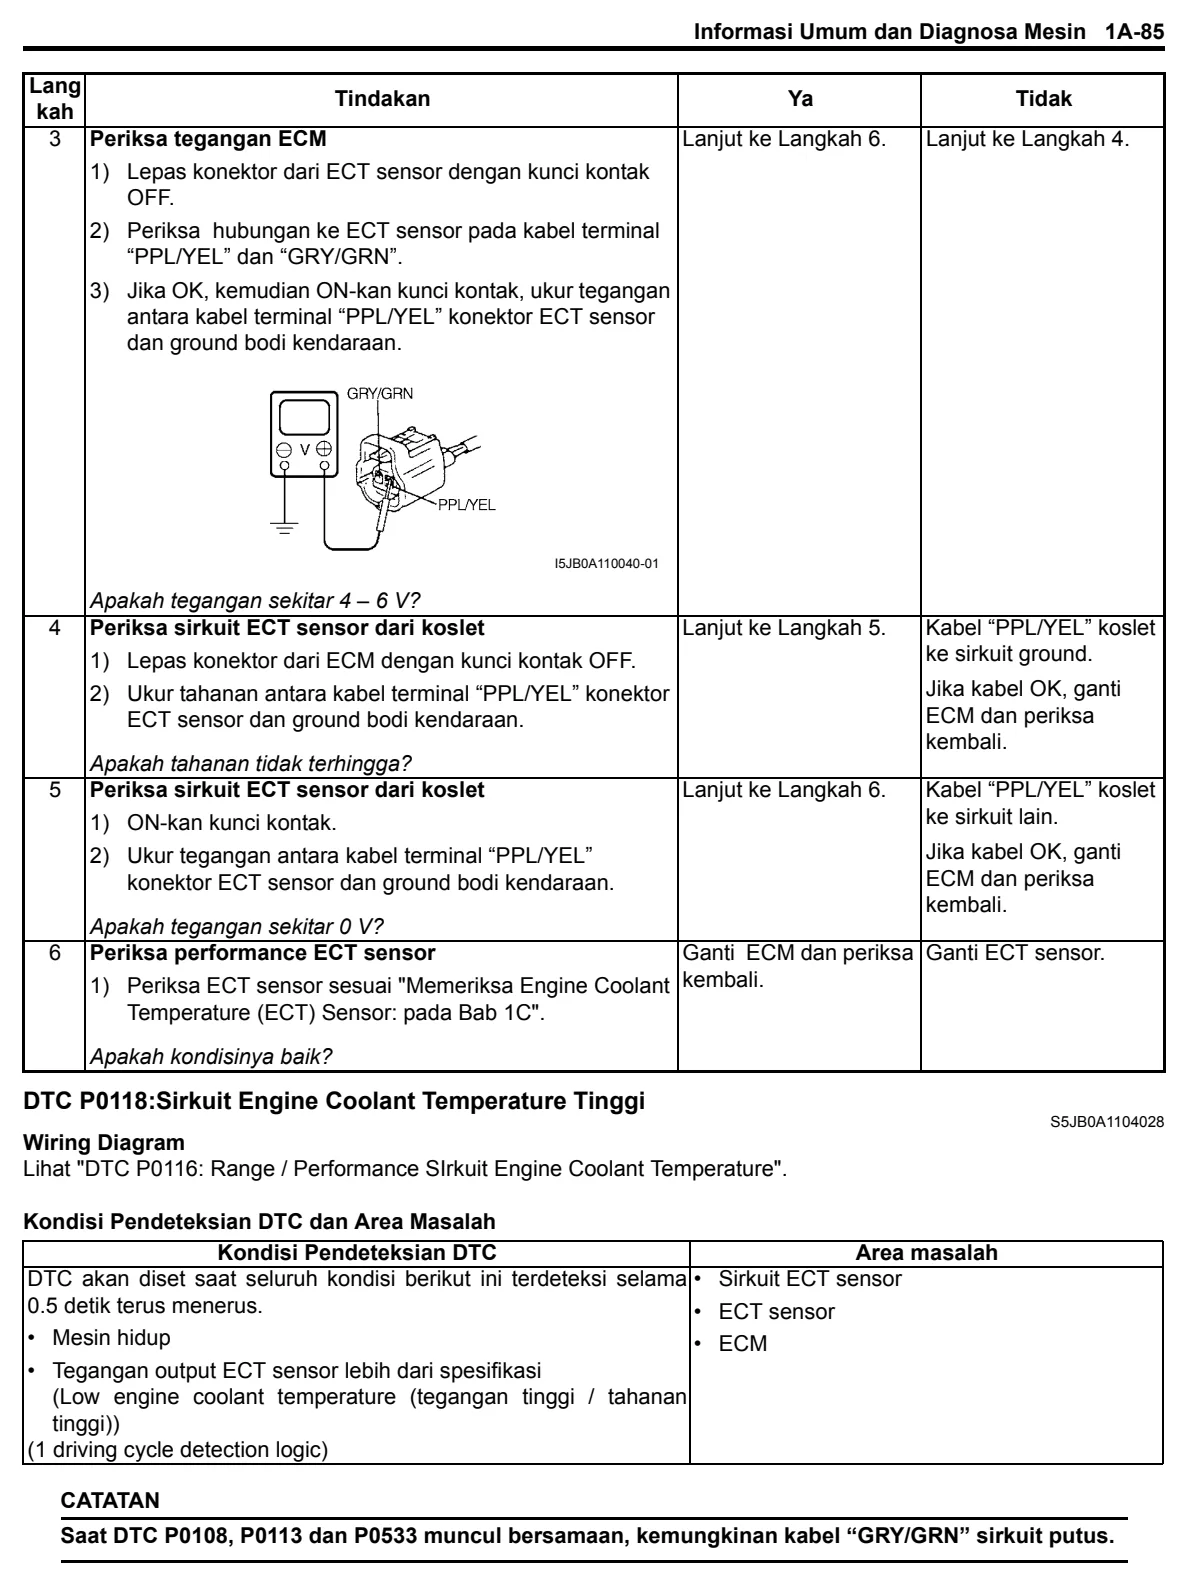 Informasi Umum dan Diagnosa Mesin 1A-85
Lang
kah
Tindakan
Ya
Tidak
3
Periksa tegangan ECM
1) Lepas konektor dari ECT sensor dengan kunci kontak
OFF.
2) Periksa hubungan ke ECT sensor pada kabel terminal
“PPL/YEL” dan “GRY/GRN”.
3) Jika OK, kemudian ON-kan kunci kontak, ukur tegangan
antara kabel terminal “PPL/YEL” konektor ECT sensor
dan ground bodi kendaraan.
GRY/GRN
V
PPL/YEL
I5JB0A110040-01
Apakah tegangan sekitar 4 – 6 V?
Lanjut ke Langkah 6.
Lanjut ke Langkah 4.
4
Periksa sirkuit ECT sensor dari koslet
1) Lepas konektor dari ECM dengan kunci kontak OFF.
2) Ukur tahanan antara kabel terminal “PPL/YEL” konektor
ECT sensor dan ground bodi kendaraan.
Apakah tahanan tidak terhingga?
Lanjut ke Langkah 5.
Kabel “PPL/YEL” koslet
ke sirkuit ground.
Jika kabel OK, ganti
ECM dan periksa
kembali.
5
Periksa sirkuit ECT sensor dari koslet
1) ON-kan kunci kontak.
2) Ukur tegangan antara kabel terminal “PPL/YEL”
konektor ECT sensor dan ground bodi kendaraan.
Apakah tegangan sekitar 0 V?
Lanjut ke Langkah 6.
Kabel “PPL/YEL” koslet
ke sirkuit lain.
Jika kabel OK, ganti
ECM dan periksa
kembali.
6
Periksa performance ECT sensor
1) Periksa ECT sensor sesuai "Memeriksa Engine Coolant
Temperature (ECT) Sensor: pada Bab 1C".
Apakah kondisinya baik?
Ganti ECM dan periksa
kembali.
Ganti ECT sensor.
DTC P0118:Sirkuit Engine Coolant Temperature Tinggi
S5JB0A1104028
Wiring Diagram
Lihat "DTC P0116: Range / Performance SIrkuit Engine Coolant Temperature".
Kondisi Pendeteksian DTC dan Area Masalah
Kondisi Pendeteksian DTC
Area masalah
DTC akan diset saat seluruh kondisi berikut ini terdeteksi selama
0.5 detik terus menerus.
• Mesin hidup
• Tegangan output ECT sensor lebih dari spesifikasi
(Low engine coolant temperature (tegangan tinggi / tahanan
tinggi))
(1 driving cycle detection logic)
• Sirkuit ECT sensor
• ECT sensor
• ECM
CATATAN
Saat DTC P0108, P0113 dan P0533 muncul bersamaan, kemungkinan kabel “GRY/GRN” sirkuit putus.